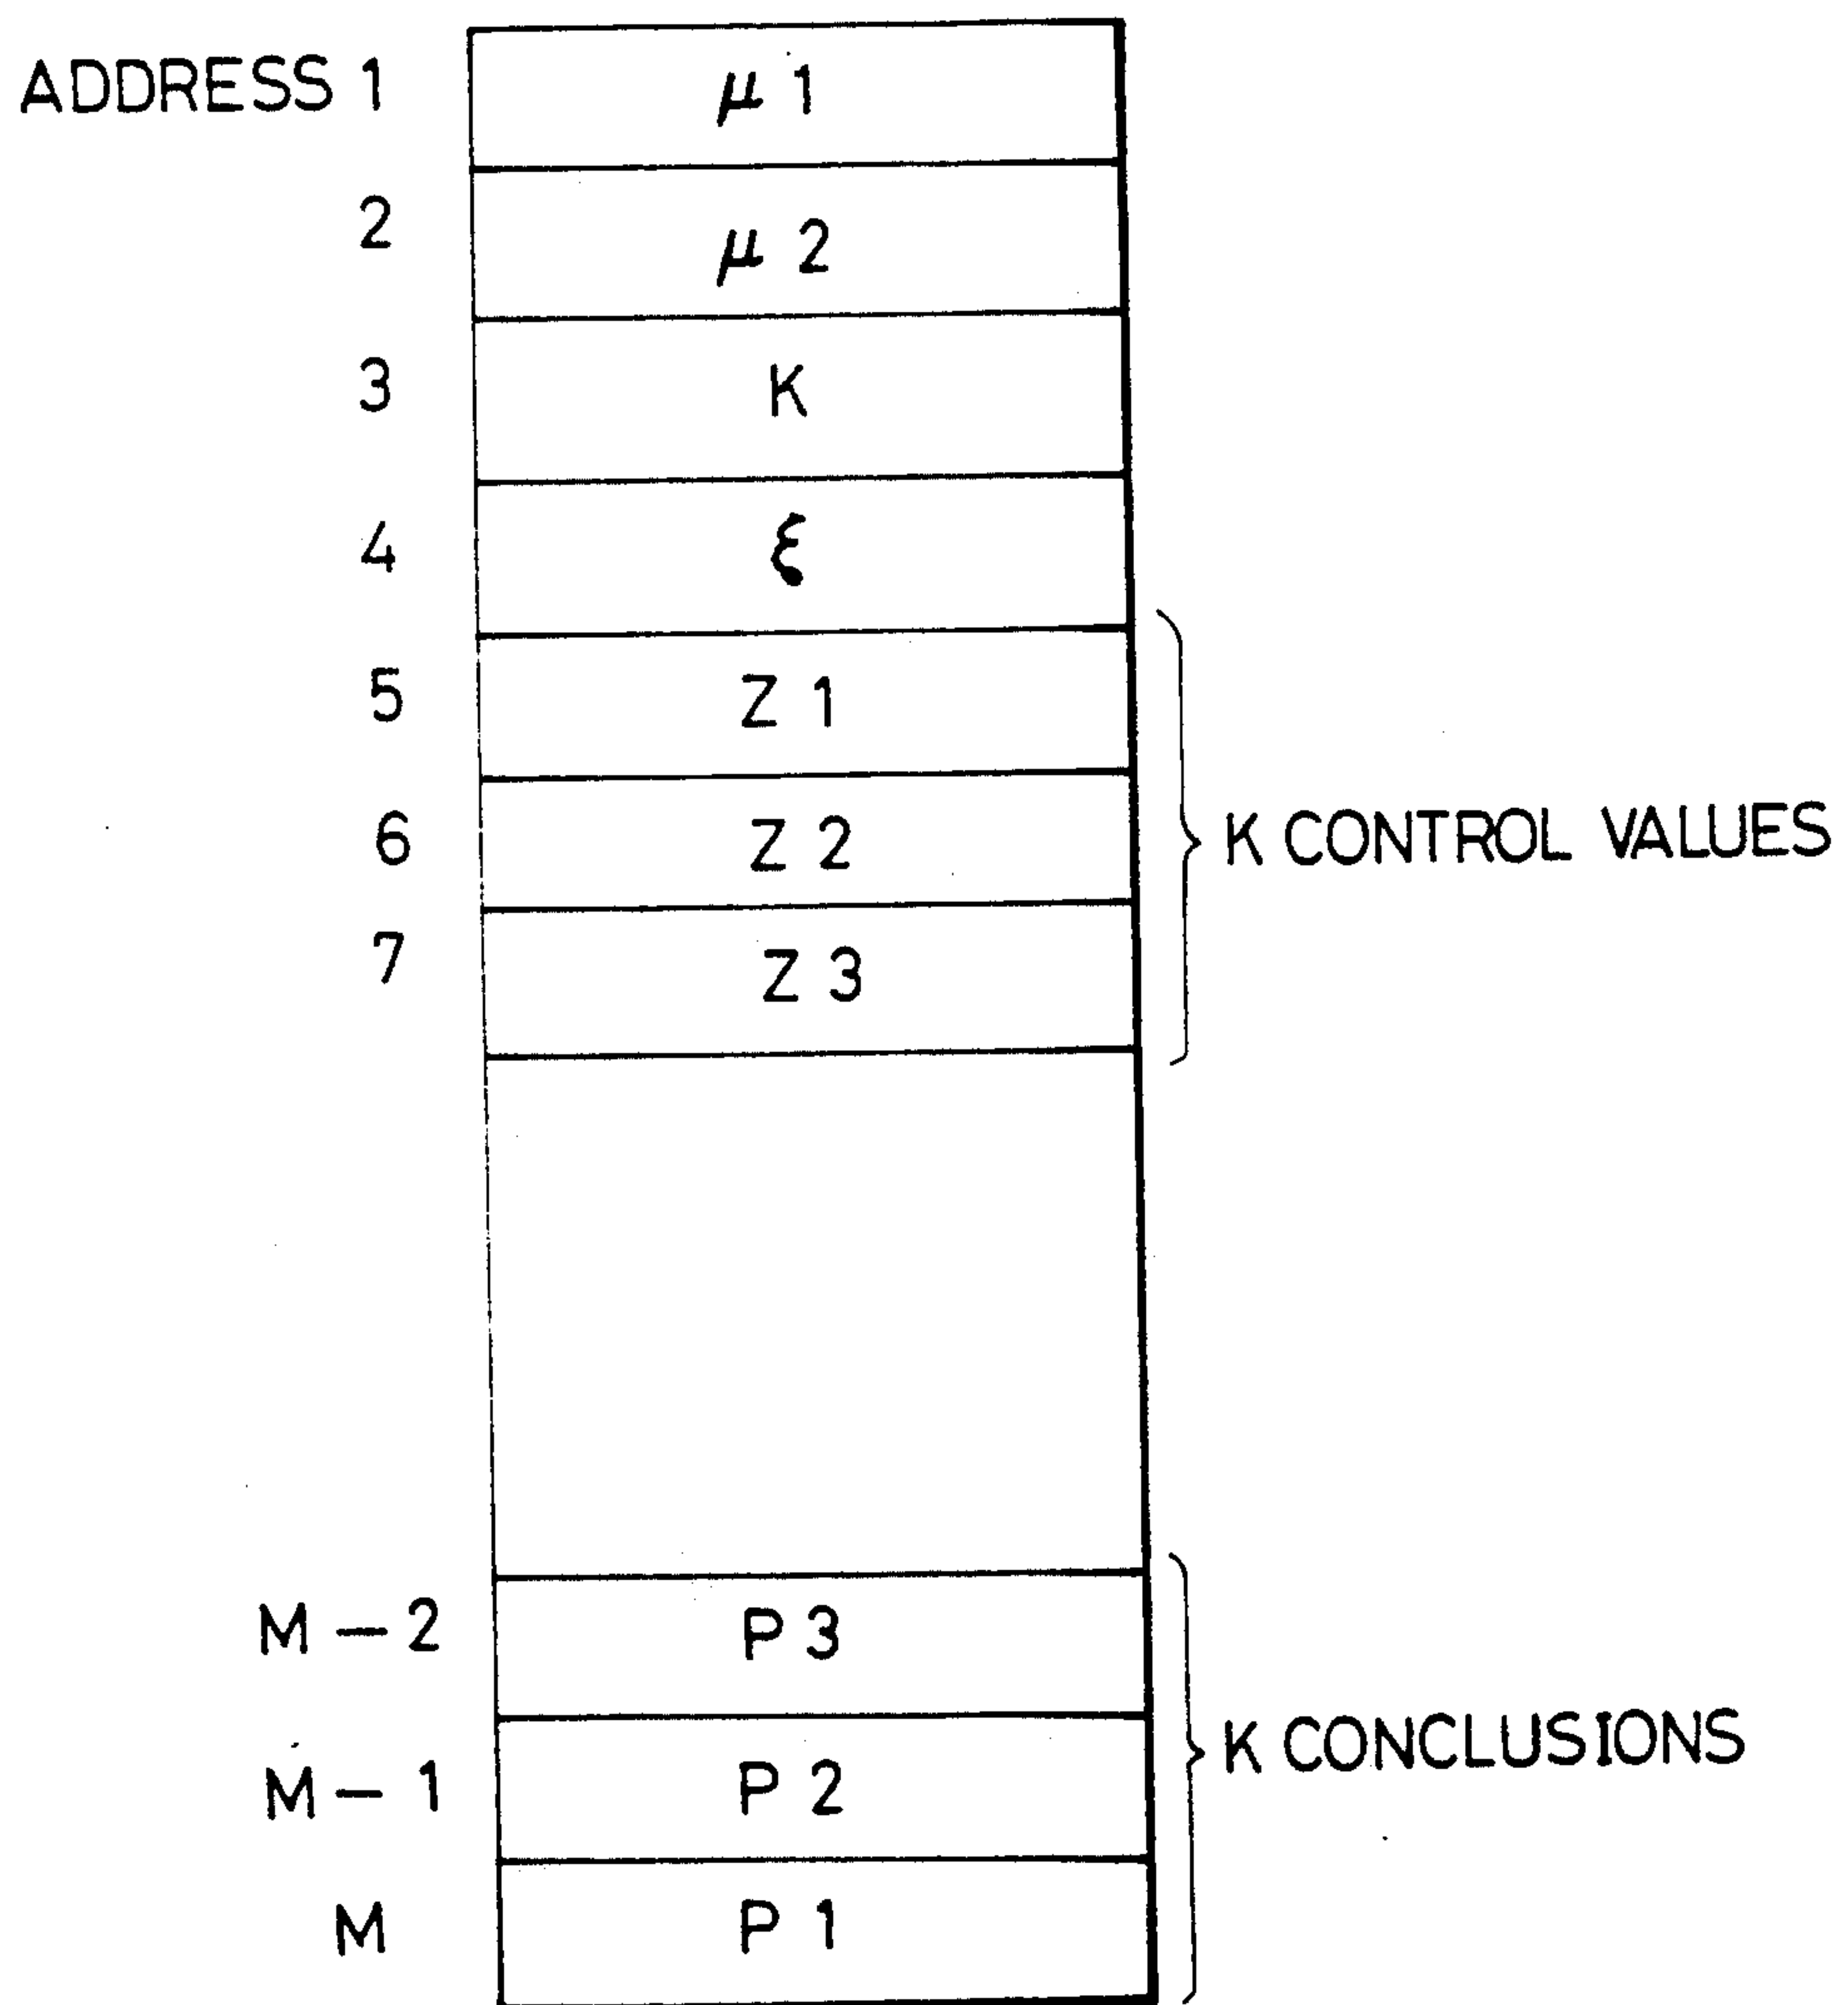 ADDRESS 1 μ 1
2 μ 2
3 K
4 ξ
5 Z 1
6 Z 2
K CONTROL VALUES
7 Z 3
M-2 P 3
K CONCLUSIONS
M-1 P 2
M P 1